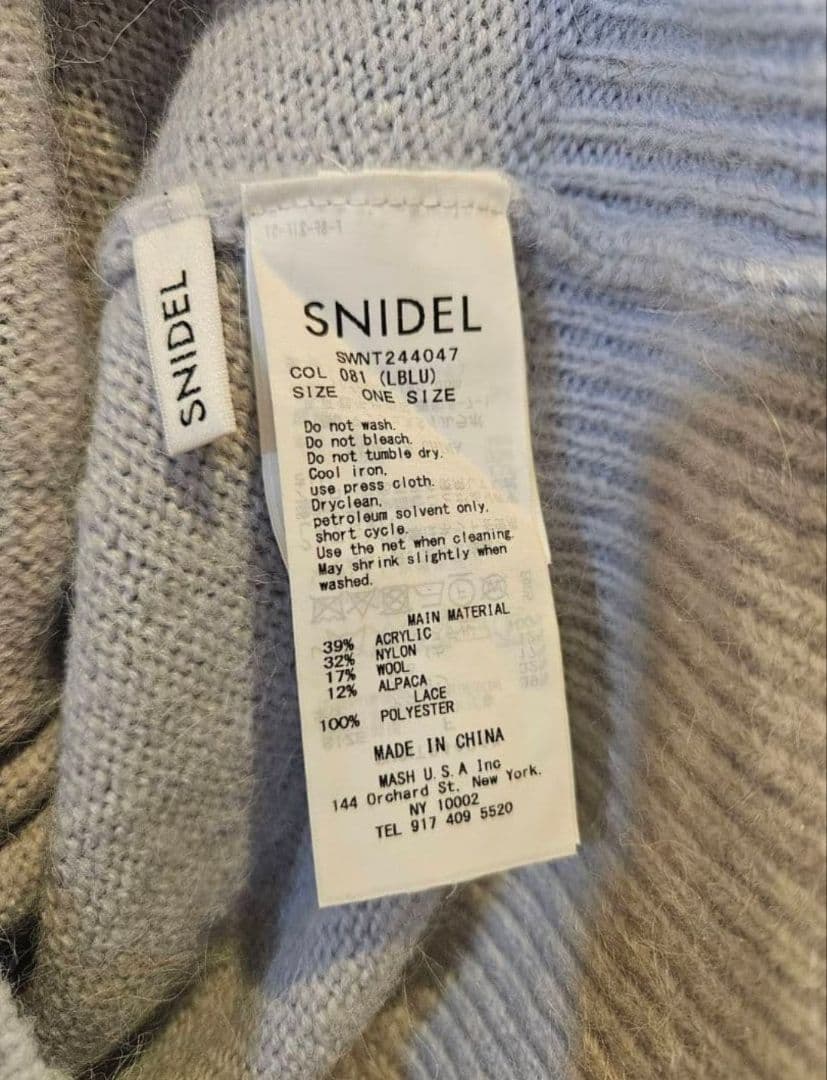 SNIDEL
SNIDEL
SWNT244047
COL 081 (LBLU)
SIZE ONE SIZE
Do not wash.
Do not bleach.
Do not tumble dry.
Cool iron,
use press cloth.
Dryclean,
petroleum solvent only,
short cycle.
Use the net when cleaning.
May shrink slightly when
washed.
MAIN MATERIAL
39% ACRYLIC
32% NYLON
17% WOOL
12% ALPACA
LACE
100% POLYESTER
MADE IN CHINA
MASH U.S.A Inc
144 Orchard St. New York.
NY 10002
TEL 917 409 5520